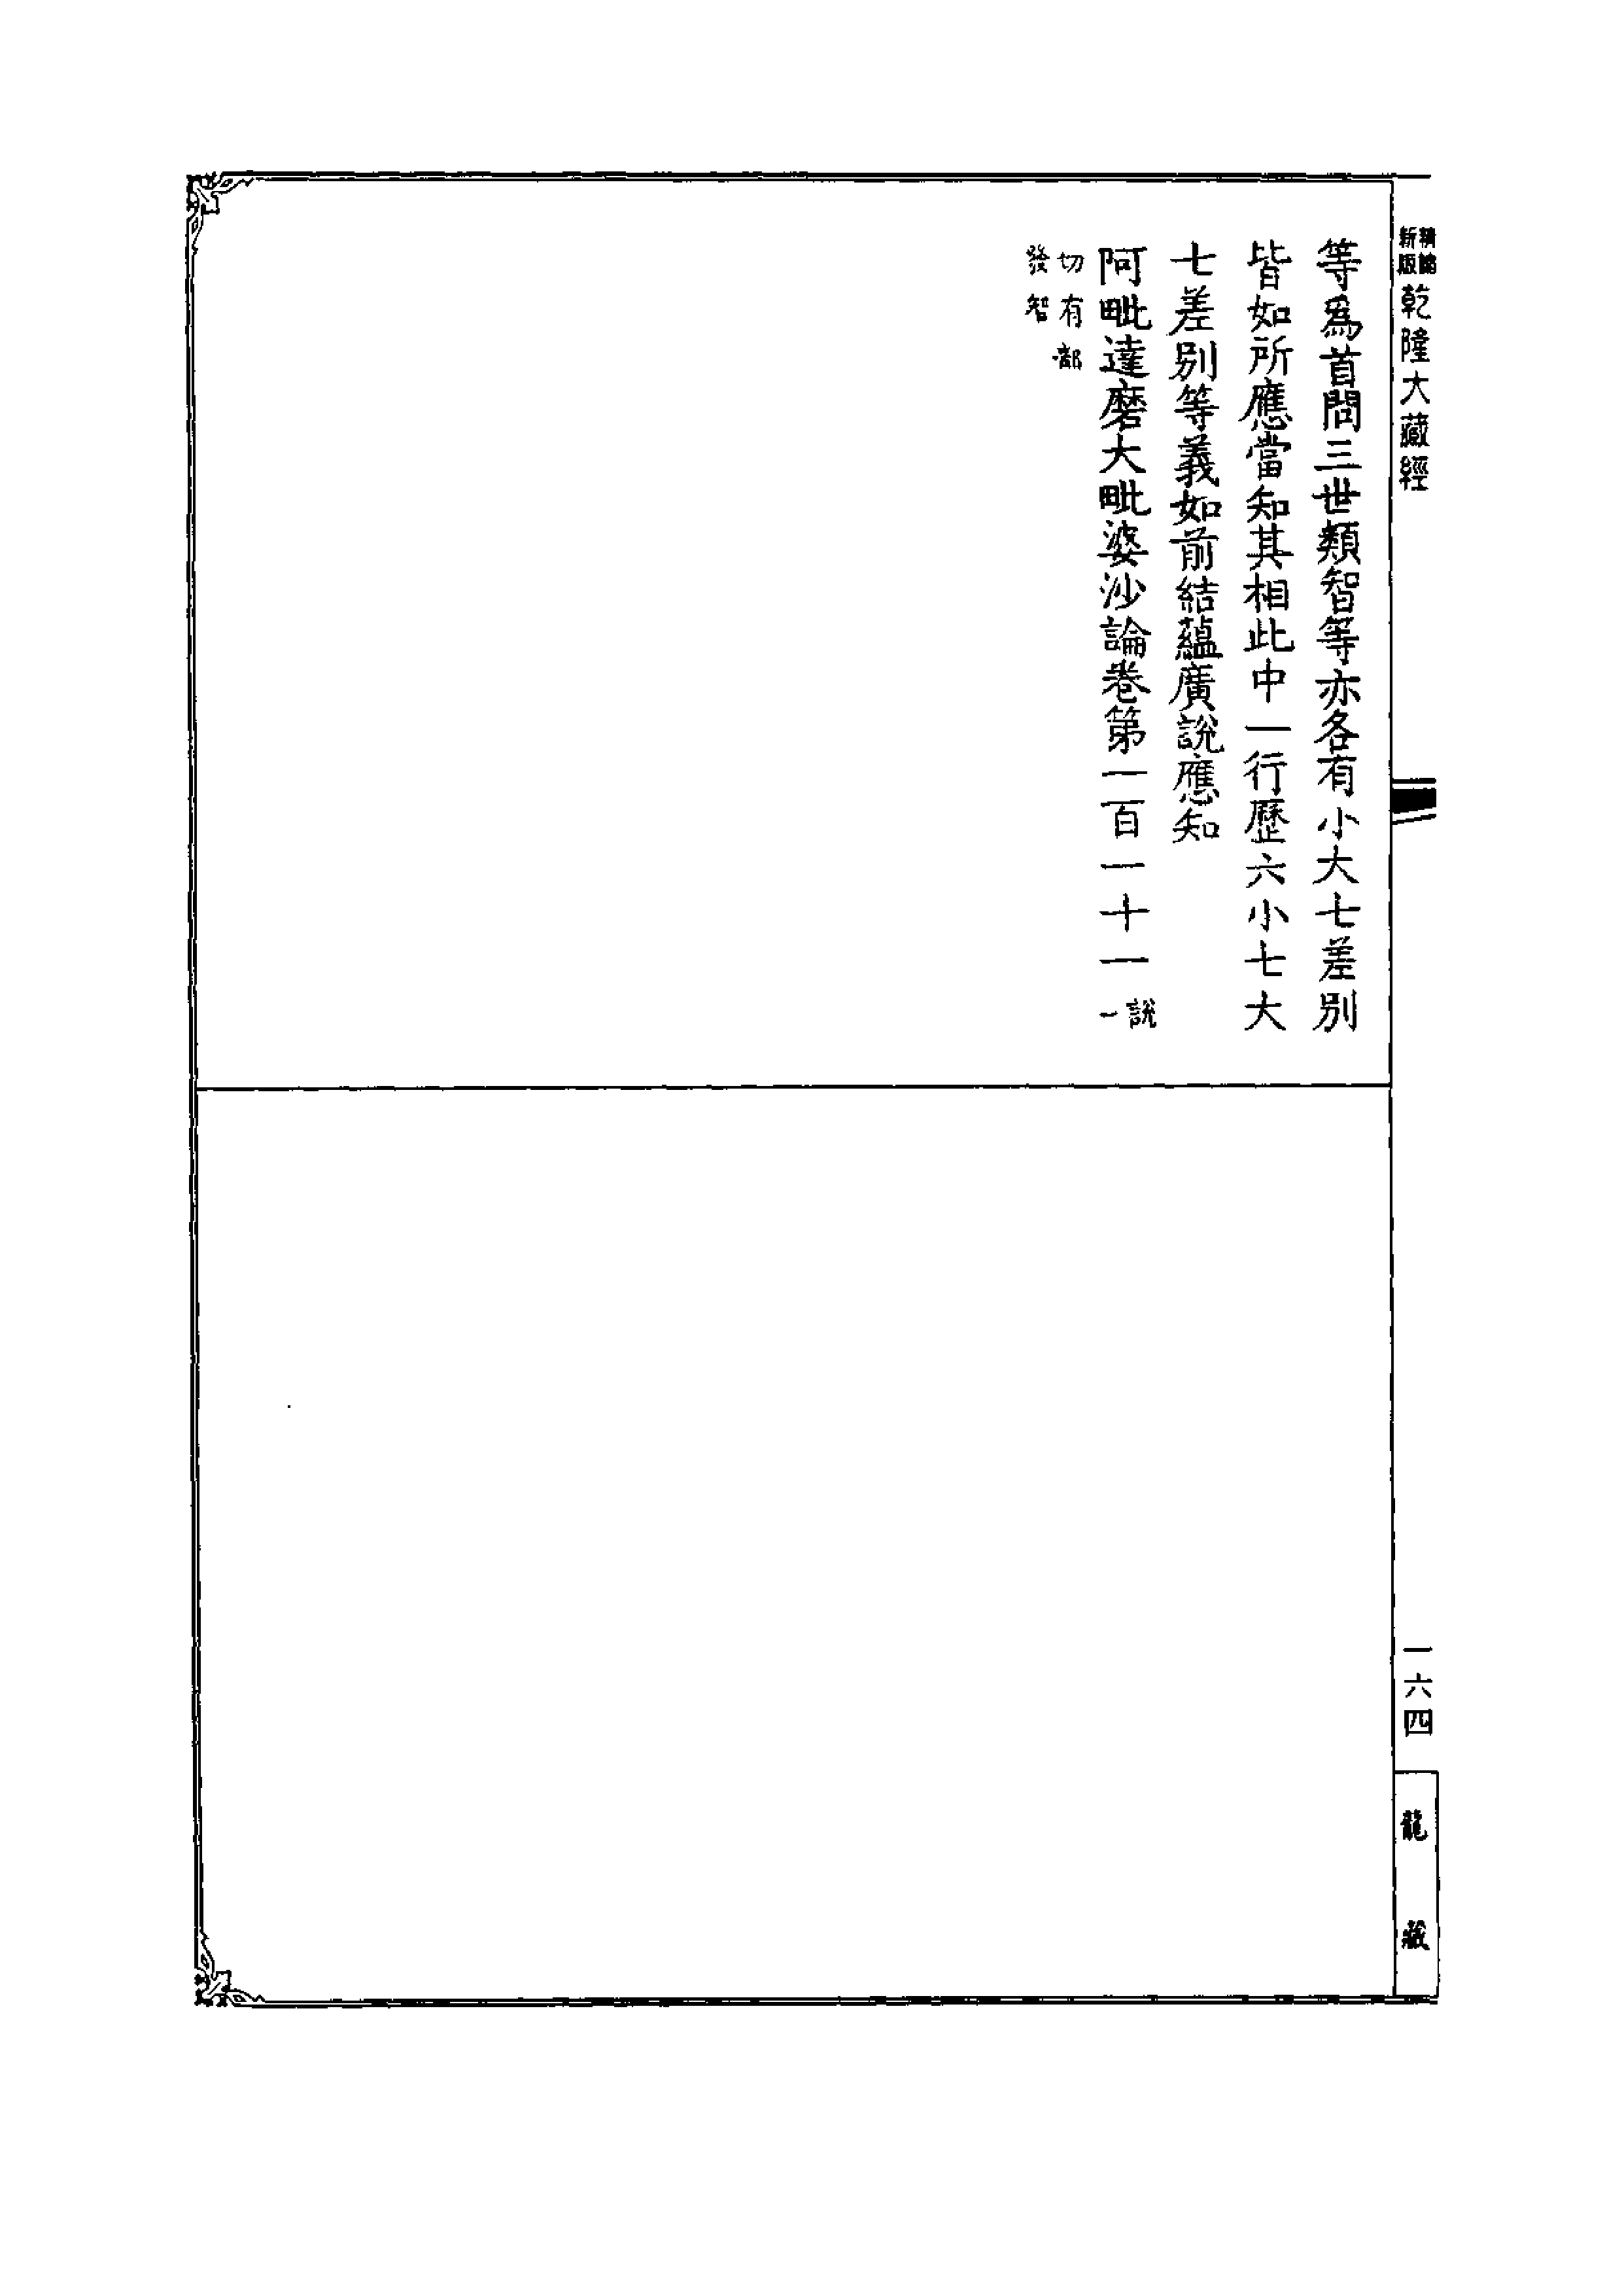 新版
乾隆大藏經
等為首問三世類智等亦各有小大七差別
皆如所應當知其相此中一行歷六小七大
七差別等義如前結蘊廣說應知
阿毗達磨大毗婆沙論卷第一百一十一說一
切有部
發智
一六四
龍藏